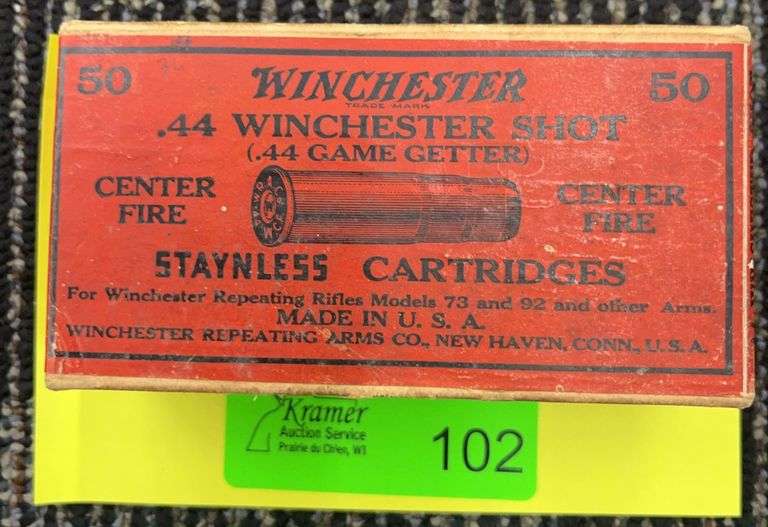 50 WINCHESTER 50
TRADE MARK
.44 WINCHESTER SHOT
(.44 GAME GETTER)
CENTER FIRE
CENTER FIRE
STAYNLESS CARTRIDGES
For Winchester Repeating Rifles Models 73 and 92 and other Arms.
MADE IN U. S. A.
WINCHESTER REPEATING ARMS CO., NEW HAVEN, CONN., U.S.A.
Kramer
Auction Service
Prairie du Chien, WI
102